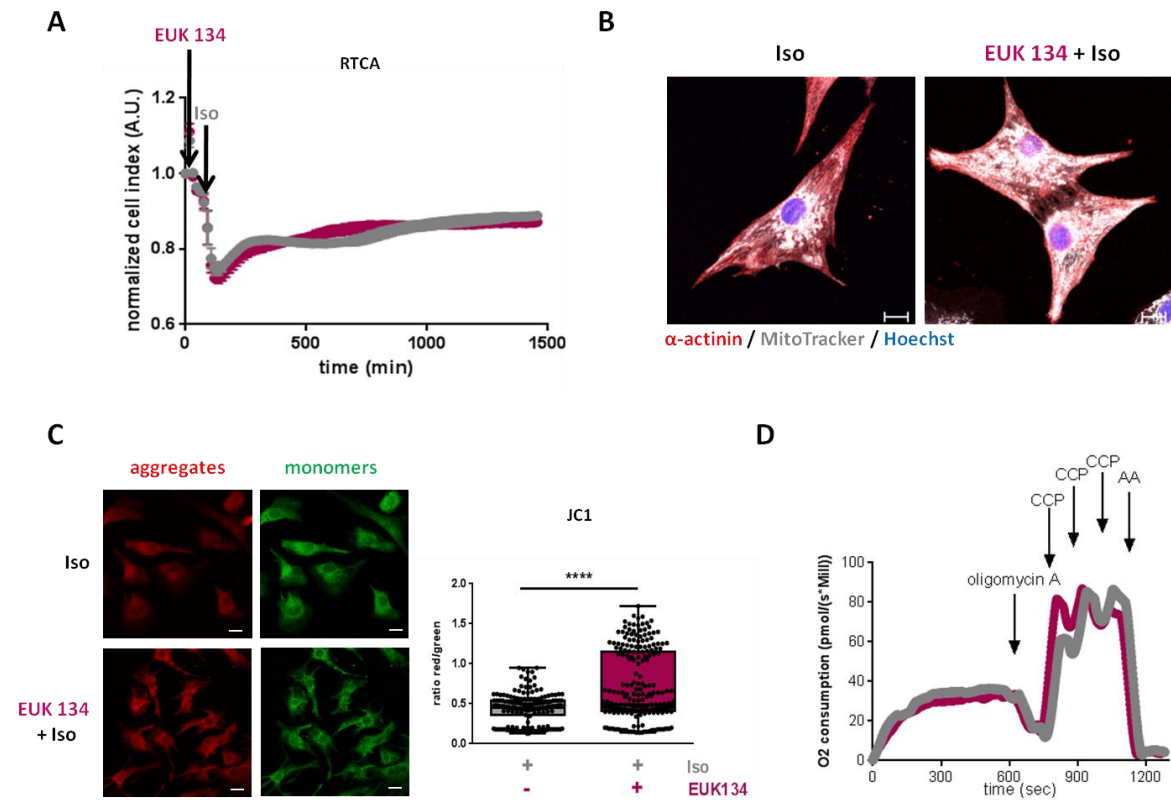 A
EUK 134
RTCA
Iso
normalized cell index (A.U.)
1.2
1.0
0.8
0.6
0
500
1000
1500
time (min)
B
Iso
EUK 134 + Iso
α-actinin / MitoTracker / Hoechst
C
aggregates
monomers
Iso
EUK 134
+ Iso
JC1
****
ratio red/green
2.0
1.5
1.0
0.5
0.0
+
+
Iso
-
+
EUK134
D
CCP
CCP
CCP
AA
oligomycin A
O2 consumption (pmol/(s*Mill))
100
80
60
40
20
0
0
300
600
900
1200
time (sec)